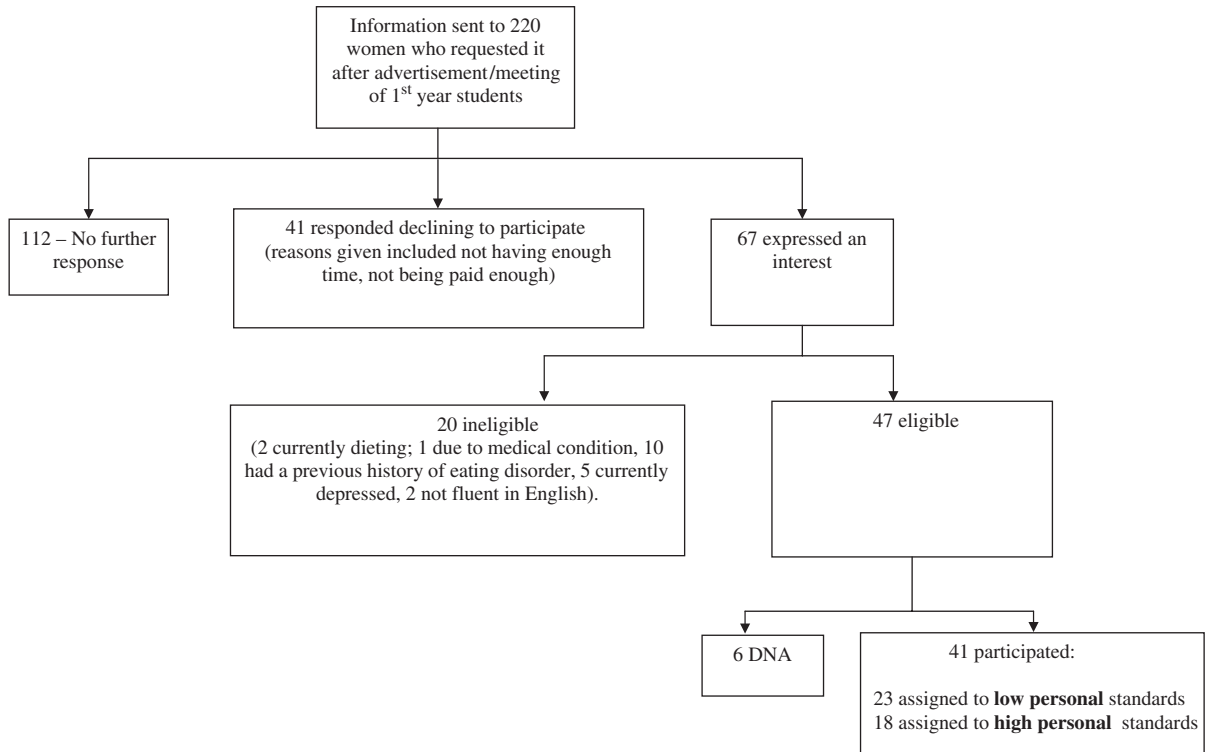 Information sent to 220
women who requested it
after advertisement/meeting
of 1st year students
112 – No further
response
41 responded declining to participate
(reasons given included not having enough
time, not being paid enough)
67 expressed an
interest
20 ineligible
(2 currently dieting; 1 due to medical condition, 10
had a previous history of eating disorder, 5 currently
depressed, 2 not fluent in English).
47 eligible
6 DNA
41 participated:
23 assigned to low personal standards
18 assigned to high personal standards